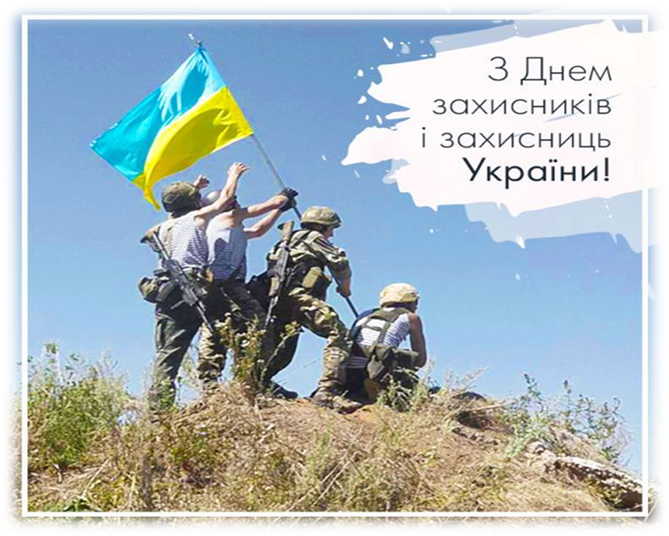 З Днем
захисників
і захисниць
України!